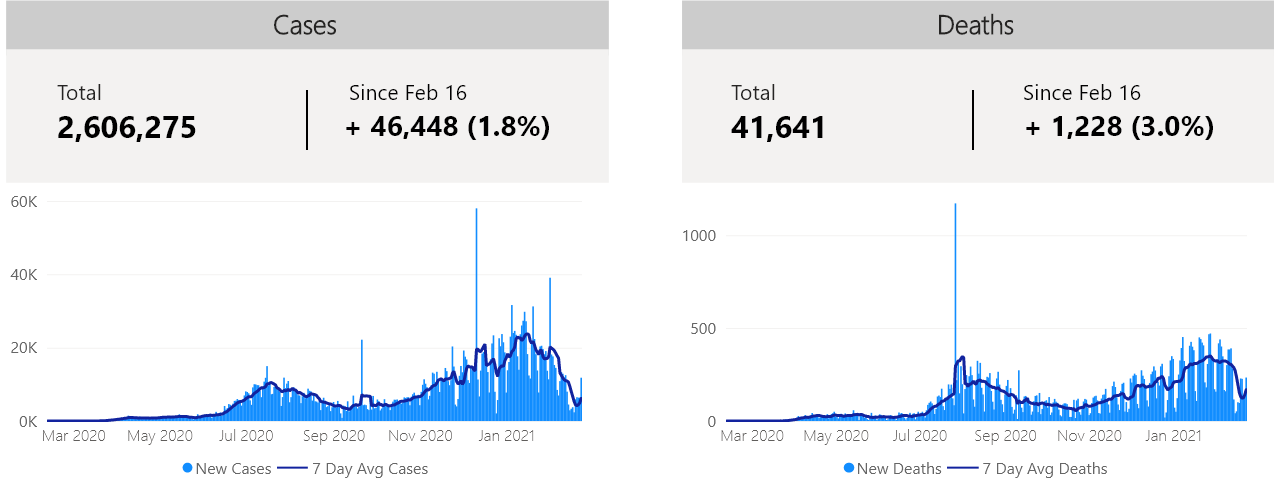 Cases
Total
Since Feb 16
2,606,275
+ 46,448 (1.8%)
60K
40K
20K
0K
Mar 2020 May 2020 Jul 2020 Sep 2020 Nov 2020 Jan 2021
New Cases 7 Day Avg Cases
Deaths
Total
Since Feb 16
41,641
+ 1,228 (3.0%)
1000
500
0
Mar 2020 May 2020 Jul 2020 Sep 2020 Nov 2020 Jan 2021
New Deaths 7 Day Avg Deaths